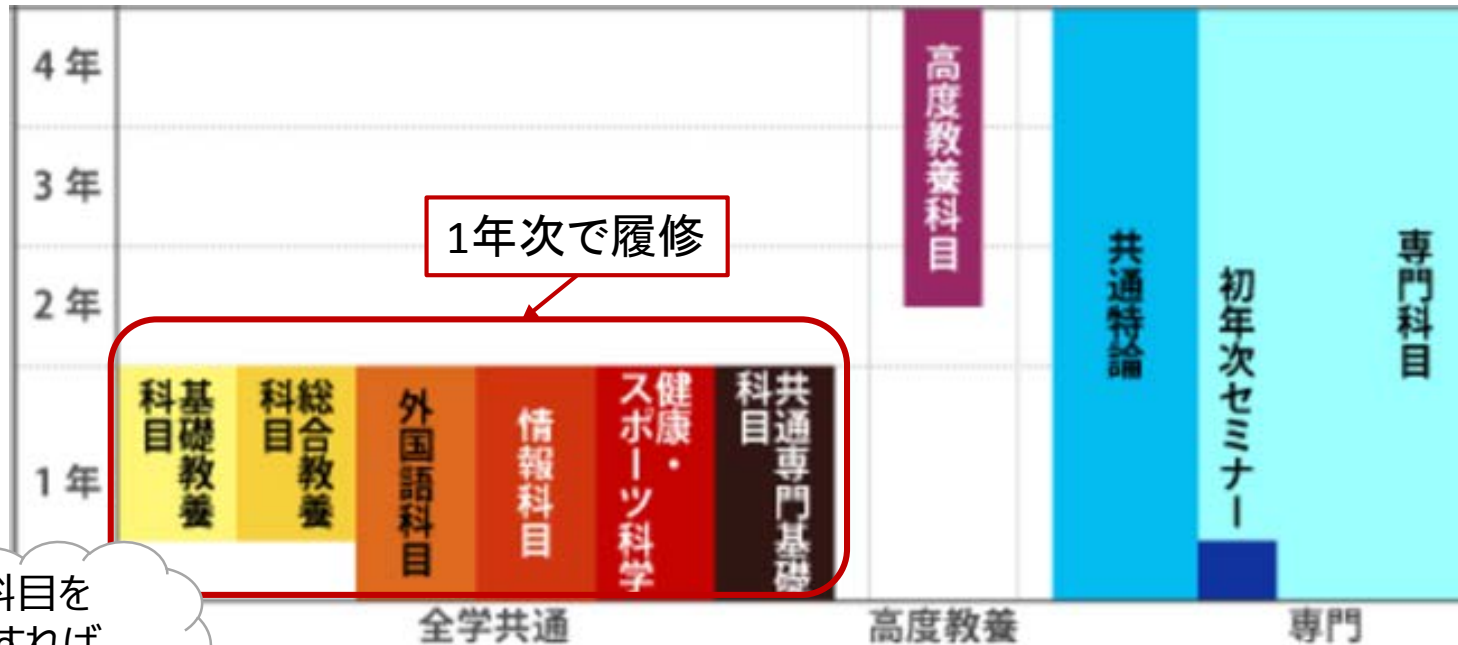 4年
3年
2年
1年
1年次で履修
基礎教養
科目
総合教養
科目
外国語科目
情報科目
健康・
スポーツ科学
共通専門基礎
科目
高度教養科目
共通特論
初年次セミナー
専門科目
科目を
すれば
全学共通
高度教養
専門